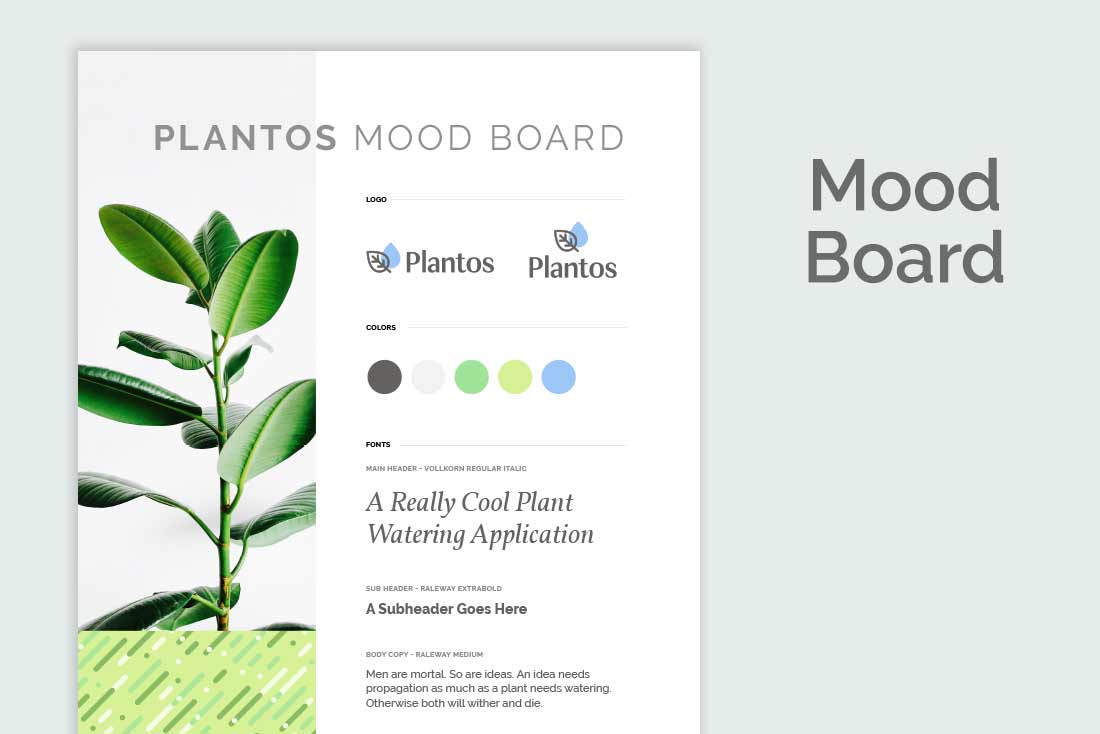 PLANTOS MOOD BOARD
LOGO
Plantos
Plantos
COLORS
FONTS
MAIN HEADER - VOLLKORN REGULAR ITALIC
A Really Cool Plant
Watering Application
SUB HEADER - RALEWAY EXTRABOLD
A Subheader Goes Here
BODY COPY - RALEWAY MEDIUM
Men are mortal. So are ideas. An idea needs
propagation as much as a plant needs watering.
Otherwise both will wither and die.
Mood
Board